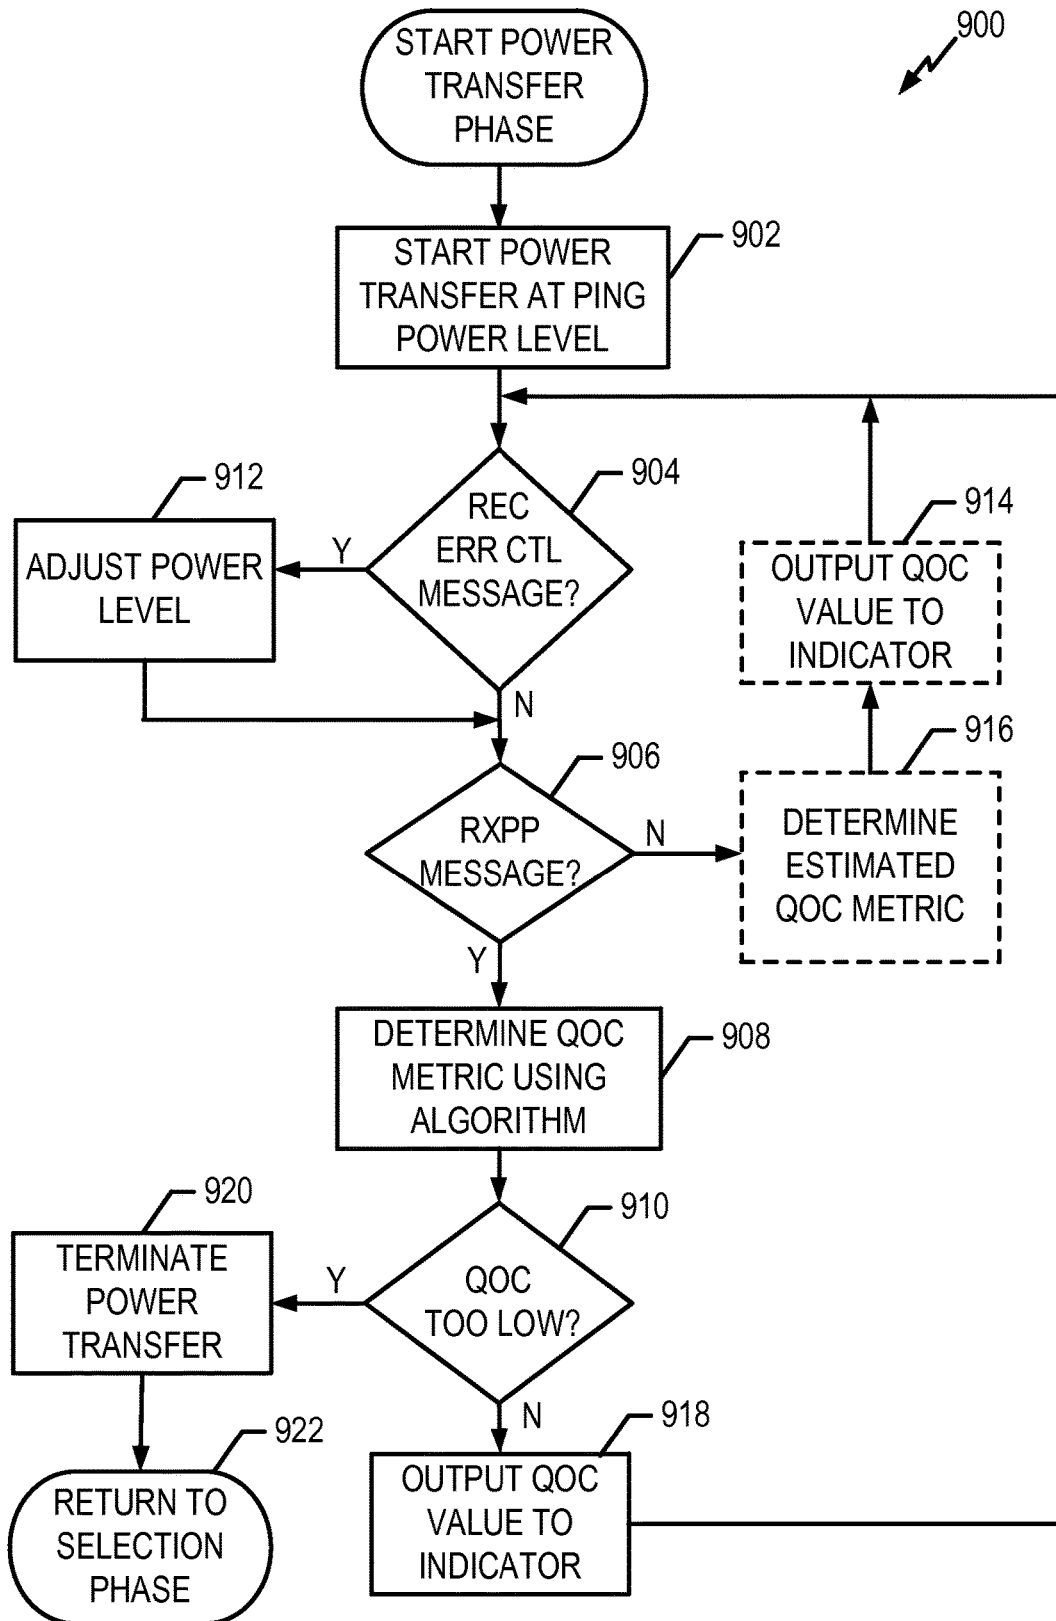 START POWER
TRANSFER
PHASE
900
START POWER
TRANSFER AT PING
POWER LEVEL
902
REC
ERR CTL
MESSAGE?
904
Y
N
ADJUST POWER
LEVEL
912
OUTPUT QOC
VALUE TO
INDICATOR
914
RXPP
MESSAGE?
906
N
Y
DETERMINE
ESTIMATED
QOC METRIC
916
DETERMINE QOC
METRIC USING
ALGORITHM
908
QOC
TOO LOW?
910
Y
N
TERMINATE
POWER
TRANSFER
920
RETURN TO
SELECTION
PHASE
922
OUTPUT QOC
VALUE TO
INDICATOR
918